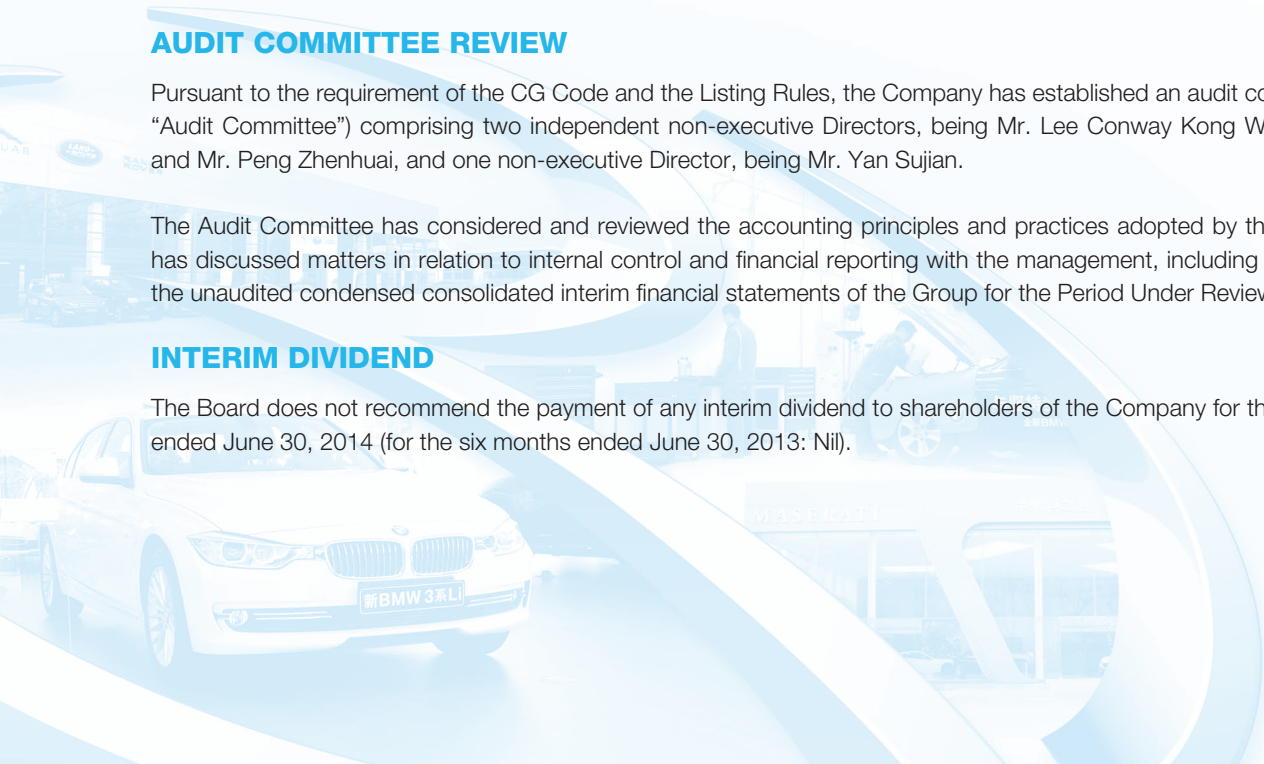 AUDIT COMMITTEE REVIEW
Pursuant to the requirement of the CG Code and the Listing Rules, the Company has established an audit co
“Audit Committee”) comprising two independent non-executive Directors, being Mr. Lee Conway Kong W
and Mr. Peng Zhenhuai, and one non-executive Director, being Mr. Yan Sujian.
The Audit Committee has considered and reviewed the accounting principles and practices adopted by th
has discussed matters in relation to internal control and financial reporting with the management, including
the unaudited condensed consolidated interim financial statements of the Group for the Period Under Review
INTERIM DIVIDEND
The Board does not recommend the payment of any interim dividend to shareholders of the Company for th
ended June 30, 2014 (for the six months ended June 30, 2013: Nil).
MASERATI
新BMW 3系Li